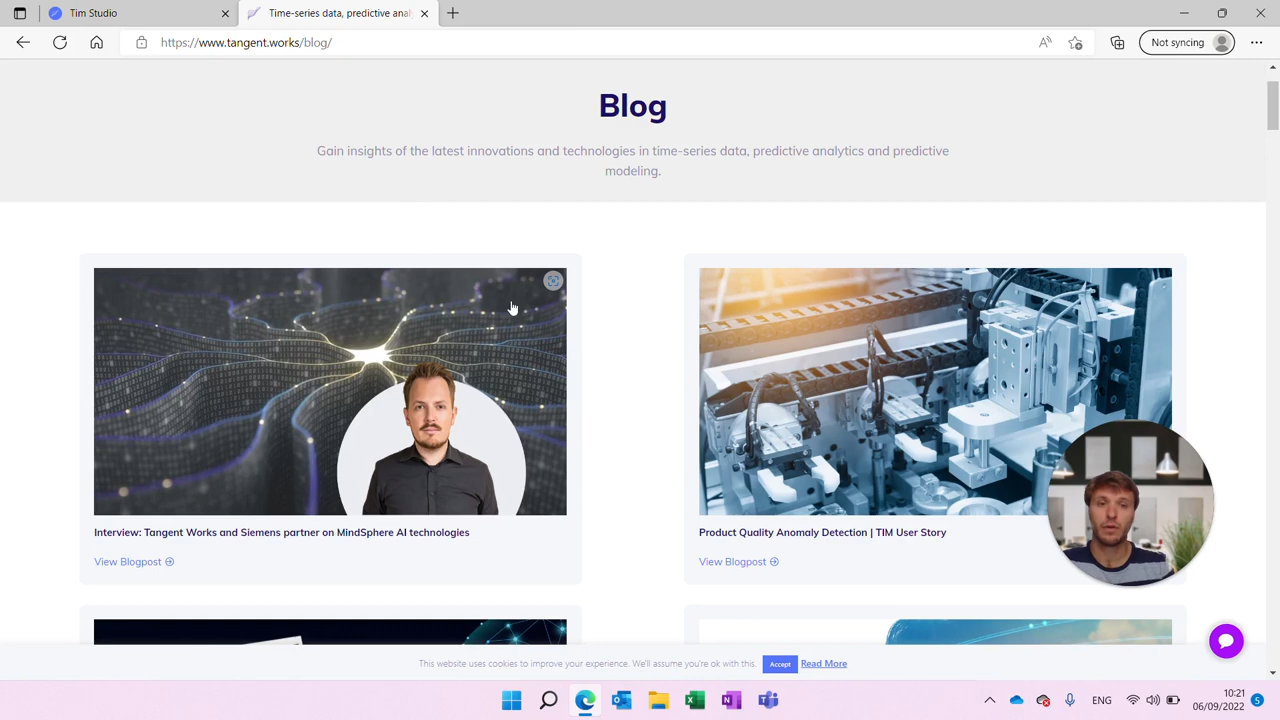 Tim Studio
Time-series data, predictive anal
https://www.tangent.works/blog/
Not syncing
Blog
Gain insights of the latest innovations and technologies in time-series data, predictive analytics and predictive
modeling.
Interview: Tangent Works and Siemens partner on MindSphere AI technologies
View Blogpost
Product Quality Anomaly Detection | TIM User Story
View Blogpost
This website uses cookies to improve your experience. We'll assume you're ok with this. Accept Read More
ENG
10:21
06/09/2022
5